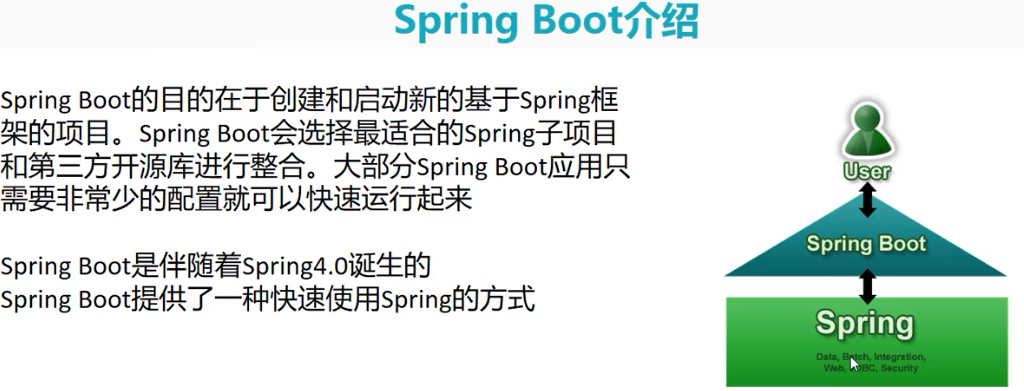 Spring Boot介绍
Spring Boot的目的在于创建和启动新的基于Spring框
架的项目。Spring Boot会选择最适合的Spring子项目
和第三方开源库进行整合。大部分Spring Boot应用只
需要非常少的配置就可以快速运行起来
Spring Boot是伴随着Spring4.0诞生的
Spring Boot提供了一种快速使用Spring的方式
User
Spring Boot
Spring
Data, Batch, Integration,
Web, JDBC, Security